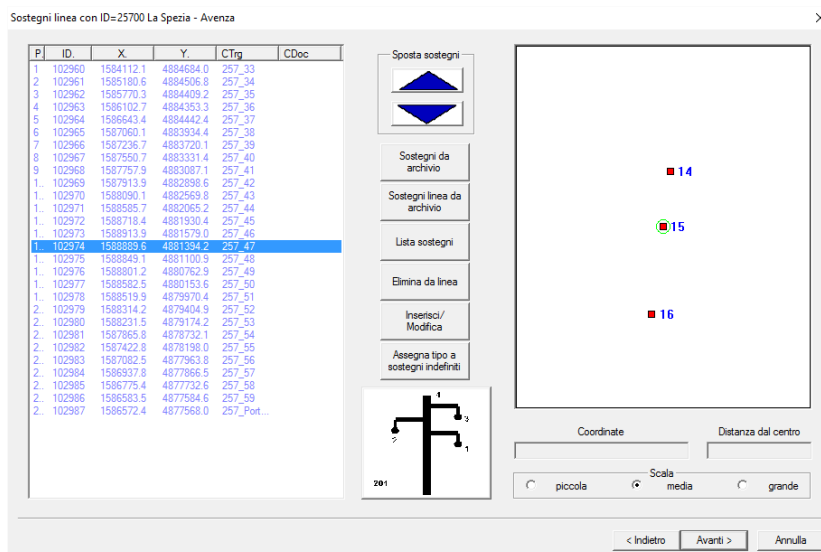 Sostegni linea con ID=25700 La Spezia - Avenza
P. ID. X. Y. CTrg CDoc
1 102960 1584112.1 4884684.0 257_33
2 102961 1585180.6 4884506.8 257_34
3 102962 1585770.3 4884409.2 257_35
4 102963 1586102.7 4884353.3 257_36
5 102964 1586643.4 4884442.4 257_37
6 102965 1587060.1 4883934.4 257_38
7 102966 1587236.7 4883720.1 257_39
8 102967 1587550.7 4883331.4 257_40
9 102968 1587757.9 4883087.1 257_41
1... 102969 1587913.9 4882898.6 257_42
1... 102970 1588090.1 4882569.8 257_43
1... 102971 1588585.7 4882065.2 257_44
1... 102972 1588718.4 4881930.4 257_45
1... 102973 1588913.9 4881579.0 257_46
1... 102974 1588889.6 4881394.2 257_47
1... 102975 1588849.1 4881100.9 257_48
1... 102976 1588801.2 4880762.9 257_49
1... 102977 1588582.5 4880153.6 257_50
1... 102978 1588519.9 4879970.4 257_51
2... 102979 1588314.2 4879404.9 257_52
2... 102980 1588231.5 4879174.2 257_53
2... 102981 1587865.8 4878732.1 257_54
2... 102982 1587422.8 4878198.0 257_55
2... 102983 1587082.5 4877963.8 257_56
2... 102984 1586937.8 4877866.5 257_57
2... 102985 1586775.4 4877732.6 257_58
2... 102986 1586583.5 4877584.6 257_59
2... 102987 1586572.4 4877568.0 257_Port...
Sposta sostegni
Sostegni da
archivio
Sostegni linea da
archivio
Lista sostegni
Elimina da linea
Inserisci/
Modifica
Assegna tipo a
sostegni indefiniti
4
3
2
1
201
14
15
16
Coordinate Distanza dal centro
Scala
piccola media grande
< Indietro Avanti > Annulla